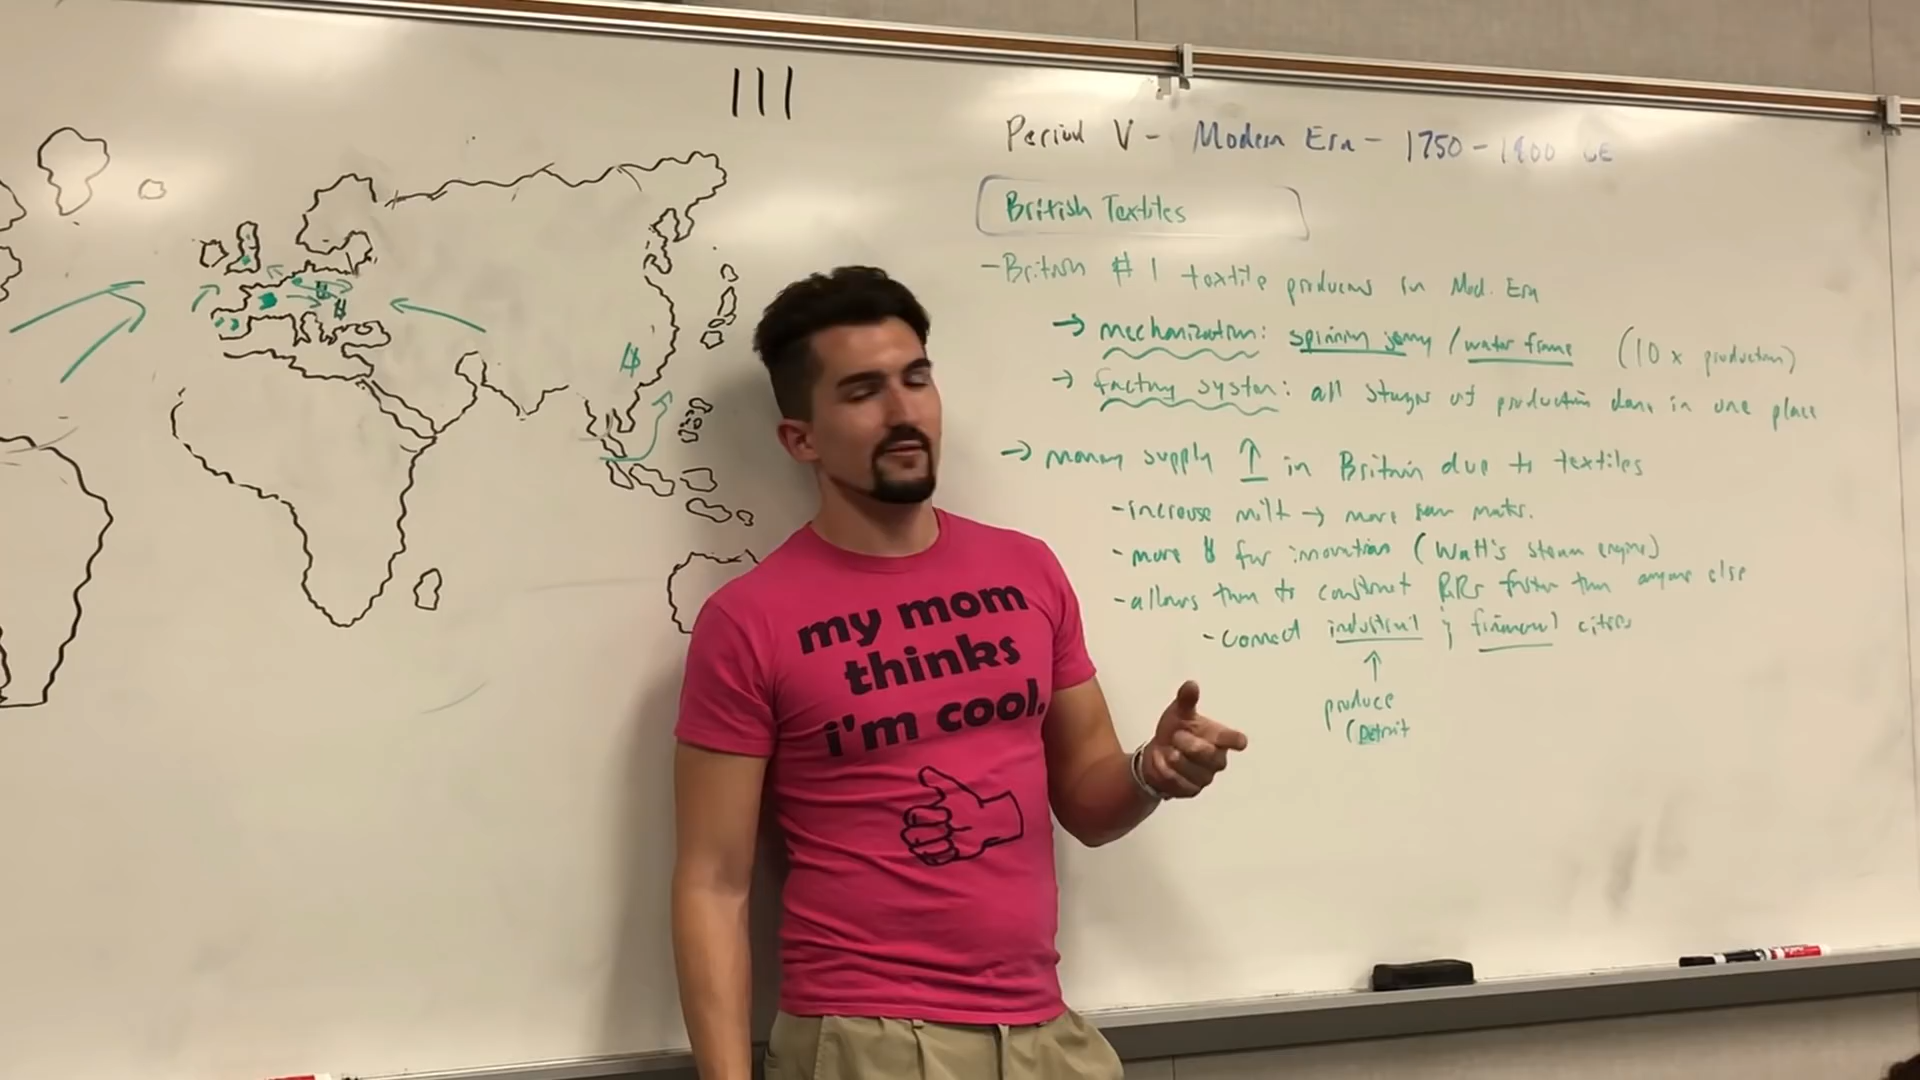 III
Period V - Modern Era - 1750-1900 CE
British Textiles
- Britain #1 textile producers in Mod. Era
→ mechanization: spinning jenny / water frame (10 x production)
→ factory system: all stages of production done in one place
→ money supply ↑ in Britain due to textiles
- increase milt → more raw mats.
- more $ for innovation (Watt's steam engine)
- allows them to construct RRs faster than anyone else
- connect industrial & financial cities
↑
produce
(Detroit
$
my mom
thinks
i'm cool.